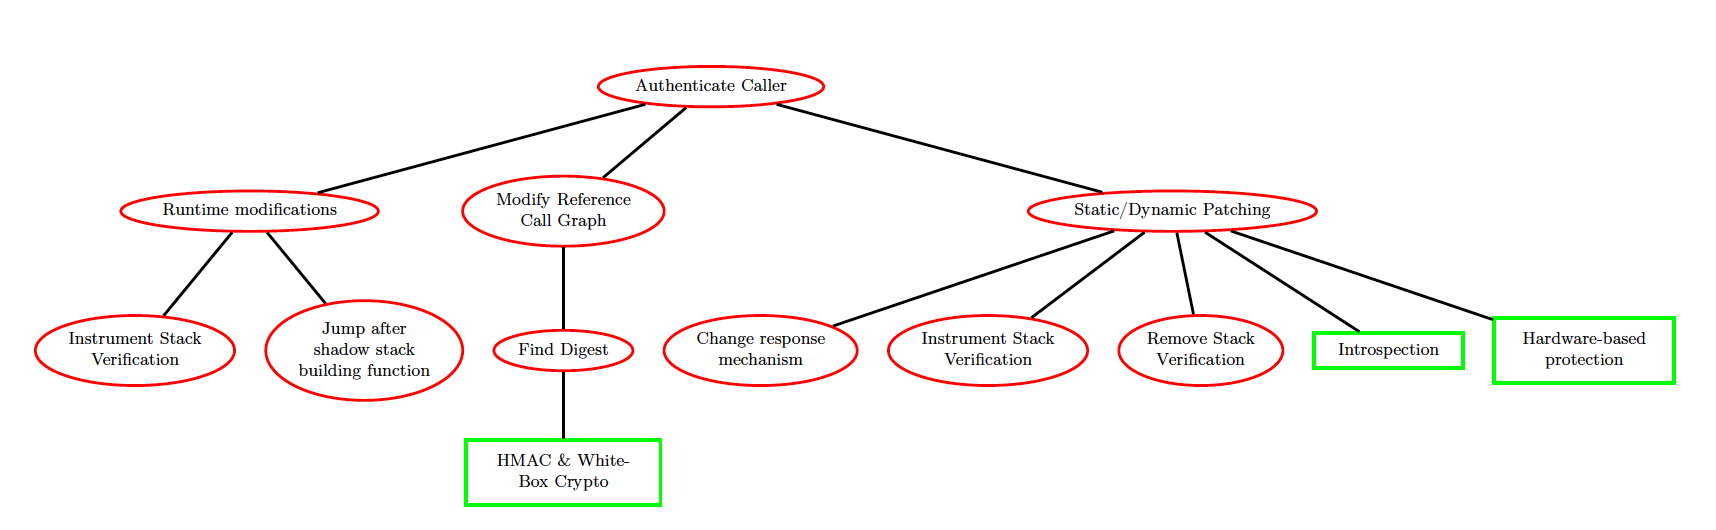 Authenticate Caller
Runtime modifications
Modify Reference
Call Graph
Static/Dynamic Patching
Instrument Stack
Verification
Jump after
shadow stack
building function
Find Digest
Change response
mechanism
Instrument Stack
Verification
Remove Stack
Verification
Introspection
Hardware-based
protection
HMAC & White-
Box Crypto